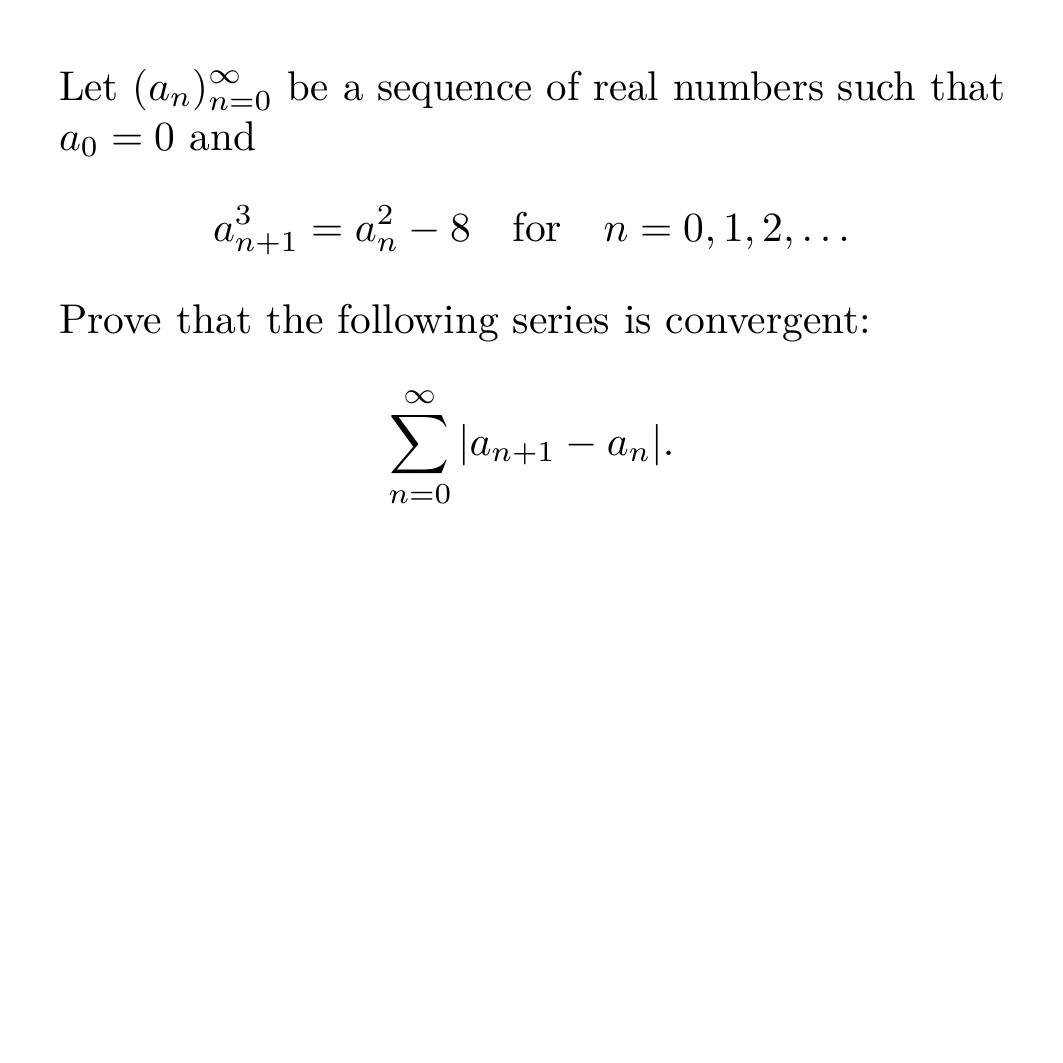 Let $(a_n)_{n=0}^{\infty}$ be a sequence of real numbers such that
$a_0 = 0$ and
$a_{n+1}^3 = a_n^2 - 8 \quad \text{for} \quad n = 0, 1, 2, \ldots$
Prove that the following series is convergent:
$\sum_{n=0}^{\infty} |a_{n+1} - a_n|.$